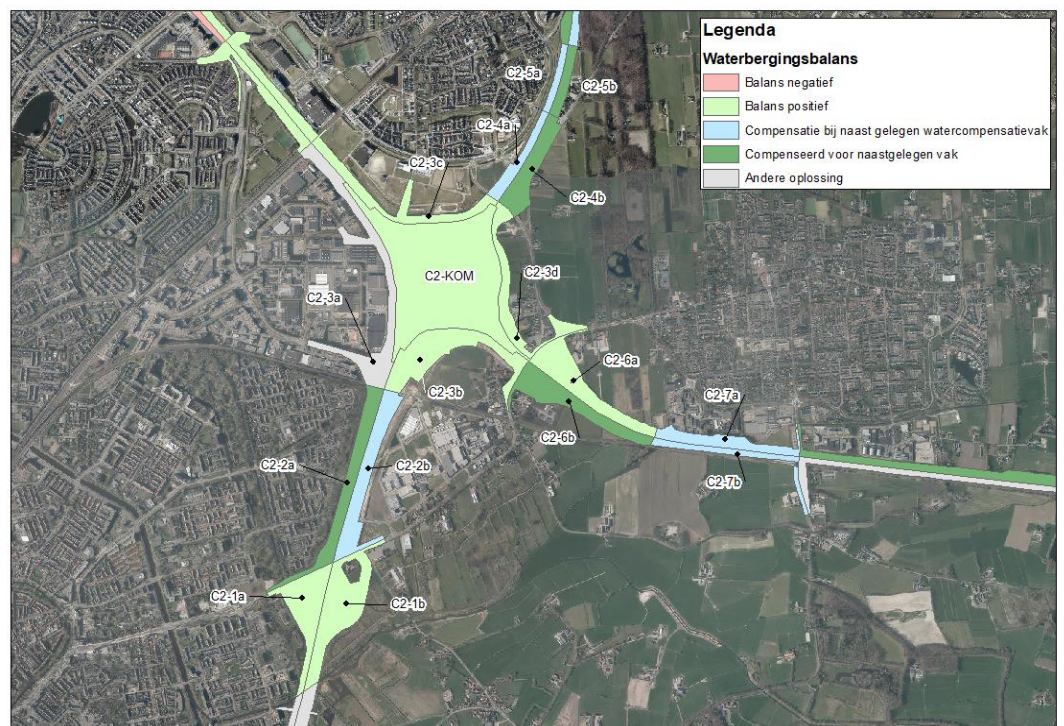 Legenda
Waterbergingsbalans
Balans negatief
Balans positief
Compensatie bij naast gelegen watercompensatievak
Compenseerd voor naastgelegen vak
Andere oplossing
C2-5a
C2-5b
C2-4a
C2-3c
C2-4b
C2-KOM
C2-3d
C2-3a
C2-6a
C2-3b
C2-7a
C2-6b
C2-7b
C2-2b
C2-2a
C2-1a
C2-1b